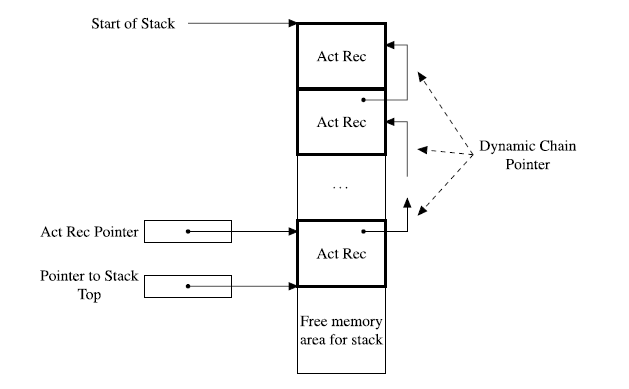 Start of Stack
Act Rec
Act Rec
Dynamic Chain
Pointer
...
Act Rec Pointer
Act Rec
Pointer to Stack
Top
Free memory
area for stack